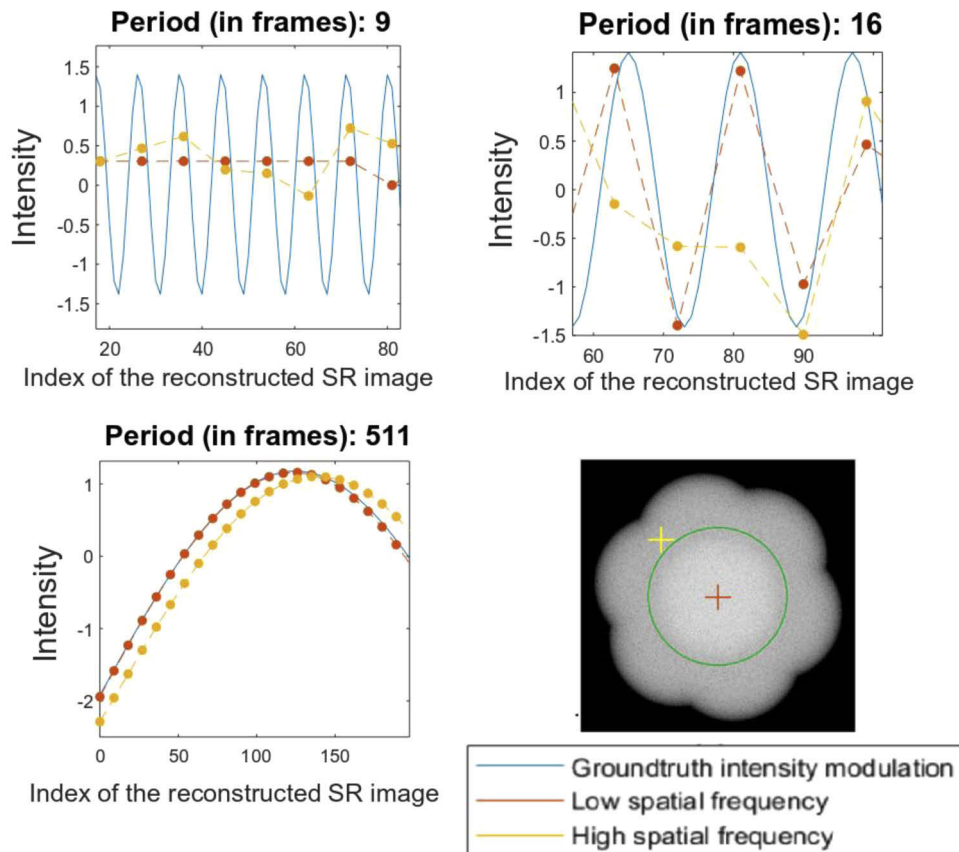 Period (in frames): 9
1.5
1
0.5
0
-0.5
-1
-1.5
Intensity
20
40
60
80
Index of the reconstructed SR image
Period (in frames): 16
1
0.5
0
-0.5
-1
-1.5
Intensity
60
70
80
90
Index of the reconstructed SR image
Period (in frames): 511
1
0
-1
-2
Intensity
0
50
100
150
Index of the reconstructed SR image
Groundtruth intensity modulation
Low spatial frequency
High spatial frequency